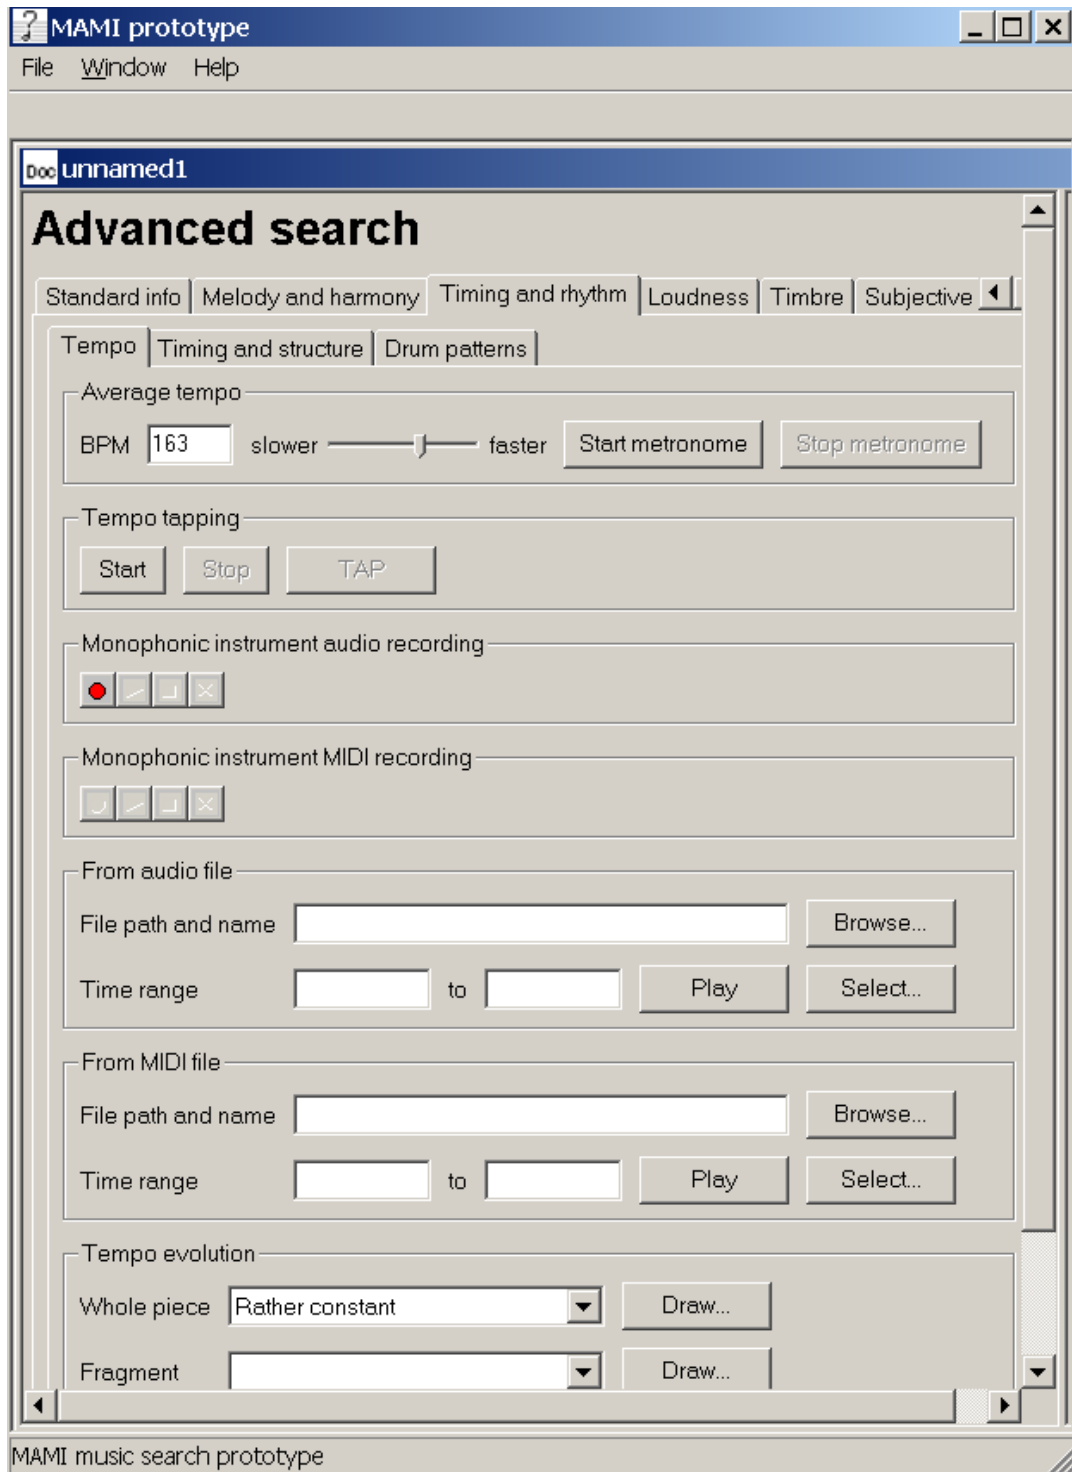 MAMI prototype
File Window Help
Doc unnamed1
Advanced search
Standard info Melody and harmony Timing and rhythm Loudness Timbre Subjective
Tempo Timing and structure Drum patterns
Average tempo
BPM 163 slower faster Start metronome Stop metronome
Tempo tapping
Start Stop TAP
Monophonic instrument audio recording
Monophonic instrument MIDI recording
From audio file
File path and name Browse...
Time range to Play Select...
From MIDI file
File path and name Browse...
Time range to Play Select...
Tempo evolution
Whole piece Rather constant Draw...
Fragment Draw...
MAMI music search prototype